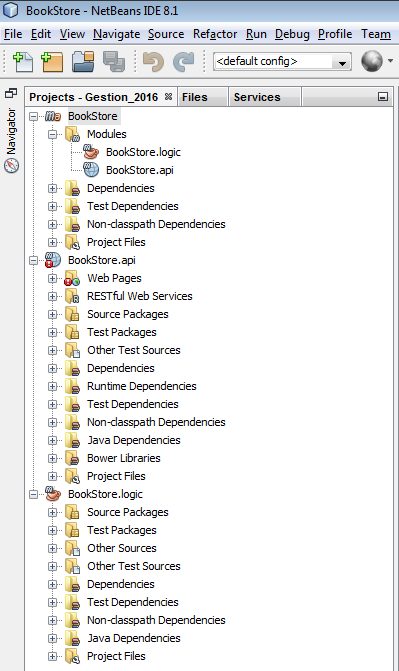 BookStore - NetBeans IDE 8.1
File Edit View Navigate Source Refactor Run Debug Profile Team
<default config>
Projects - Gestion_2016 Files Services
Navigator
BookStore
Modules
BookStore.logic
BookStore.api
Dependencies
Test Dependencies
Non-classpath Dependencies
Project Files
BookStore.api
Web Pages
RESTful Web Services
Source Packages
Test Packages
Other Test Sources
Dependencies
Runtime Dependencies
Test Dependencies
Non-classpath Dependencies
Java Dependencies
Bower Libraries
Project Files
BookStore.logic
Source Packages
Test Packages
Other Sources
Other Test Sources
Dependencies
Test Dependencies
Non-classpath Dependencies
Java Dependencies
Project Files